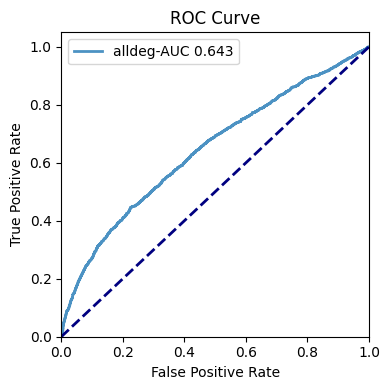 ROC Curve
alldeg-AUC 0.643
True Positive Rate
1.0
0.8
0.6
0.4
0.2
0.0
0.0 0.2 0.4 0.6 0.8 1.0
False Positive Rate